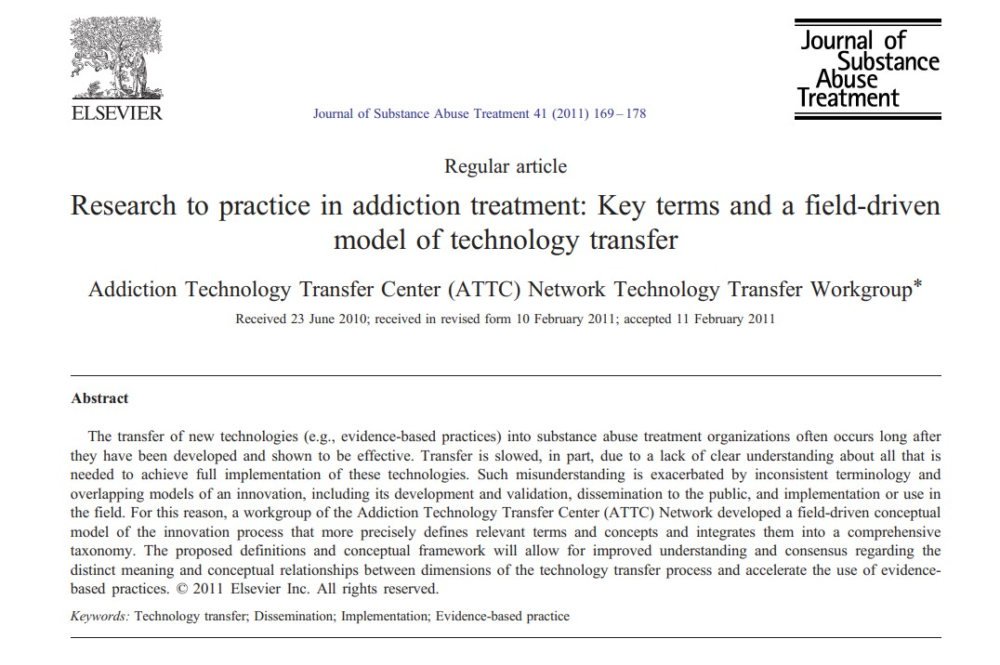 ELSEVIER
Journal of Substance Abuse Treatment 41 (2011) 169–178
Journal of
Substance
Abuse
Treatment
Regular article
Research to practice in addiction treatment: Key terms and a field-driven
model of technology transfer
Addiction Technology Transfer Center (ATTC) Network Technology Transfer Workgroup*
Received 23 June 2010; received in revised form 10 February 2011; accepted 11 February 2011
Abstract
The transfer of new technologies (e.g., evidence-based practices) into substance abuse treatment organizations often occurs long after
they have been developed and shown to be effective. Transfer is slowed, in part, due to a lack of clear understanding about all that is
needed to achieve full implementation of these technologies. Such misunderstanding is exacerbated by inconsistent terminology and
overlapping models of an innovation, including its development and validation, dissemination to the public, and implementation or use in
the field. For this reason, a workgroup of the Addiction Technology Transfer Center (ATTC) Network developed a field-driven conceptual
model of the innovation process that more precisely defines relevant terms and concepts and integrates them into a comprehensive
taxonomy. The proposed definitions and conceptual framework will allow for improved understanding and consensus regarding the
distinct meaning and conceptual relationships between dimensions of the technology transfer process and accelerate the use of evidence-
based practices. © 2011 Elsevier Inc. All rights reserved.
Keywords: Technology transfer; Dissemination; Implementation; Evidence-based practice